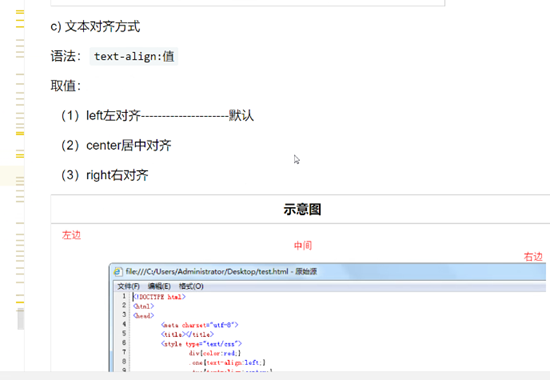 c) 文本对齐方式
语法： text-align:值
取值：
（1）left左对齐---------------------默认
（2）center居中对齐
（3）right右对齐
示意图
左边
中间
右边
file:///C:/Users/Administrator/Desktop/test.html - 原始源
文件(F) 编辑(E) 格式(O)
1 <!DOCTYPE html>
2 <html>
3 <head>
4 <meta charset="utf-8">
5 <title></title>
6 <style type="text/css">
7 div{color:red;}
8 .one{text-align:left;}